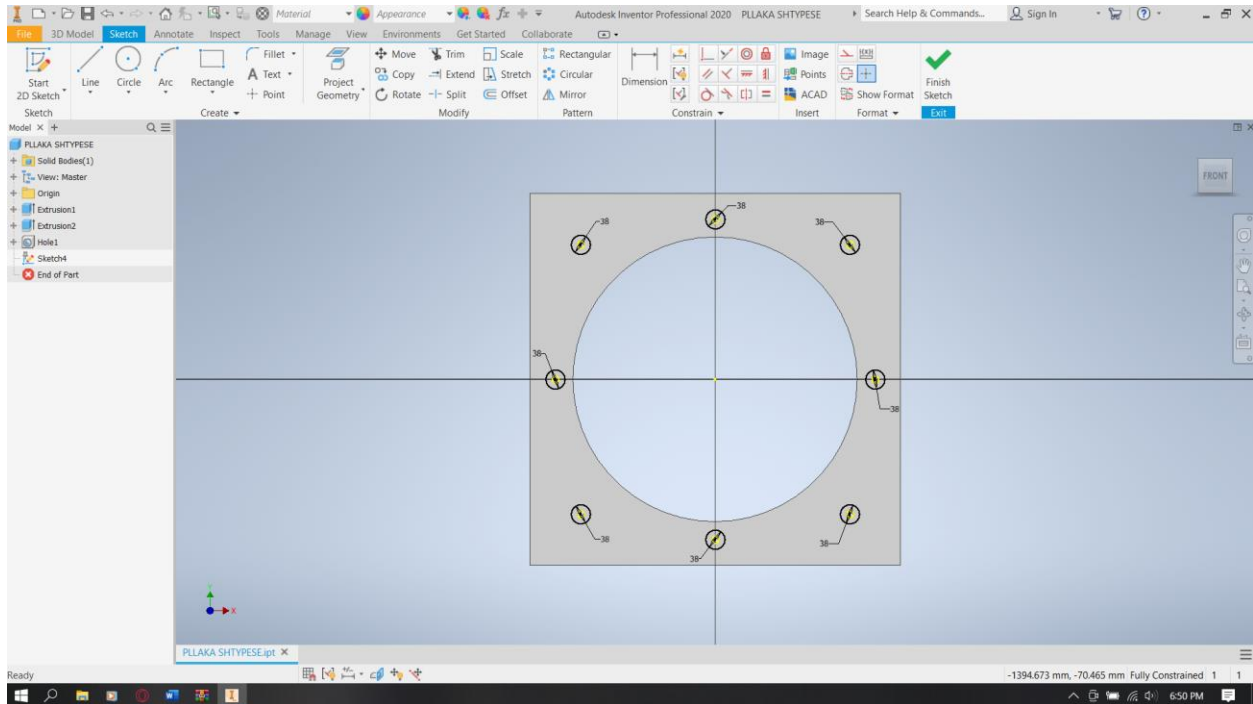 Material Appearance fx Autodesk Inventor Professional 2020 PLLAKA SHTYPESE Search Help & Commands... Sign In
File 3D Model Sketch Annotate Inspect Tools Manage View Environments Get Started Collaborate
Fillet Move Trim Scale Rectangular Image
Start 2D Sketch Line Circle Arc Rectangle A Text Project Geometry Copy Extend Stretch Circular Dimension Points Finish Sketch
Point Rotate Split Offset Mirror ACAD Show Format
Sketch Create Modify Pattern Constrain Insert Format Exit
Model × +
PLLAKA SHTYPESE
Solid Bodies(1)
View: Master
Origin
Extrusion1
Extrusion2
Hole1
Sketch4
End of Part
FRONT
38
38
38
38
38
38
38
38
Y
X
PLLAKA SHTYPESE.ipt ×
Ready -1394.673 mm, -70.465 mm Fully Constrained 1 1
6:50 PM